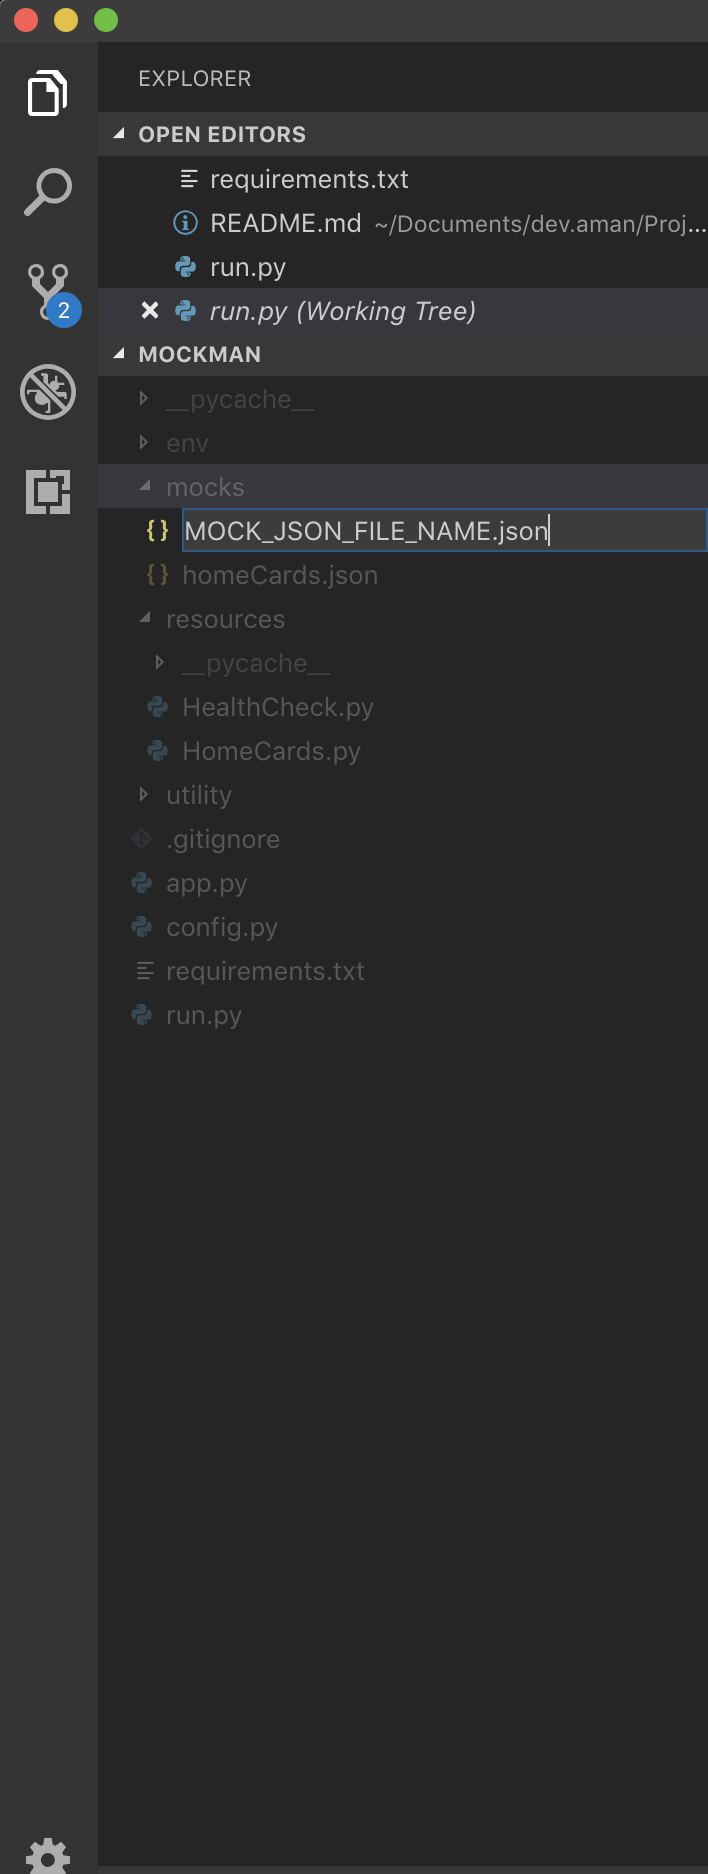 EXPLORER
OPEN EDITORS
requirements.txt
README.md ~/Documents/dev.aman/Proj...
run.py
run.py (Working Tree)
2
MOCKMAN
__pycache__
env
mocks
MOCK_JSON_FILE_NAME.json
homeCards.json
resources
__pycache__
HealthCheck.py
HomeCards.py
utility
.gitignore
app.py
config.py
requirements.txt
run.py